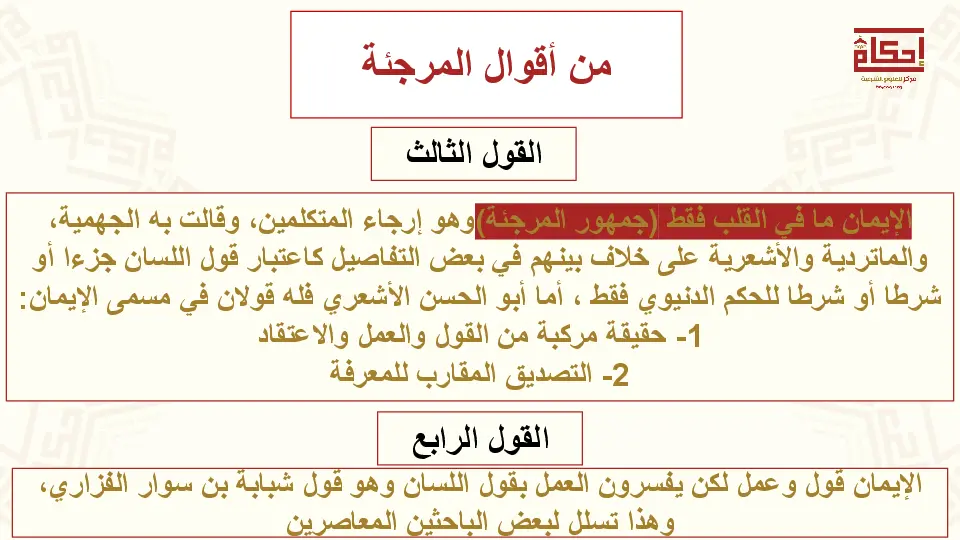 من أقوال المرجئة
إحكام
مركز للعلوم الشرعية
القول الثالث
الإيمان ما في القلب فقط (جمهور المرجئة)وهو إرجاء المتكلمين، وقالت به الجهمية،
والماتردية والأشعرية على خلاف بينهم في بعض التفاصيل كاعتبار قول اللسان جزءا أو
شرطا أو شرطا للحكم الدنيوي فقط ، أما أبو الحسن الأشعري فله قولان في مسمى الإيمان:
1- حقيقة مركبة من القول والعمل والاعتقاد
2- التصديق المقارب للمعرفة
القول الرابع
الإيمان قول وعمل لكن يفسرون العمل بقول اللسان وهو قول شبابة بن سوار الفزاري،
وهذا تسلل لبعض الباحثين المعاصرين